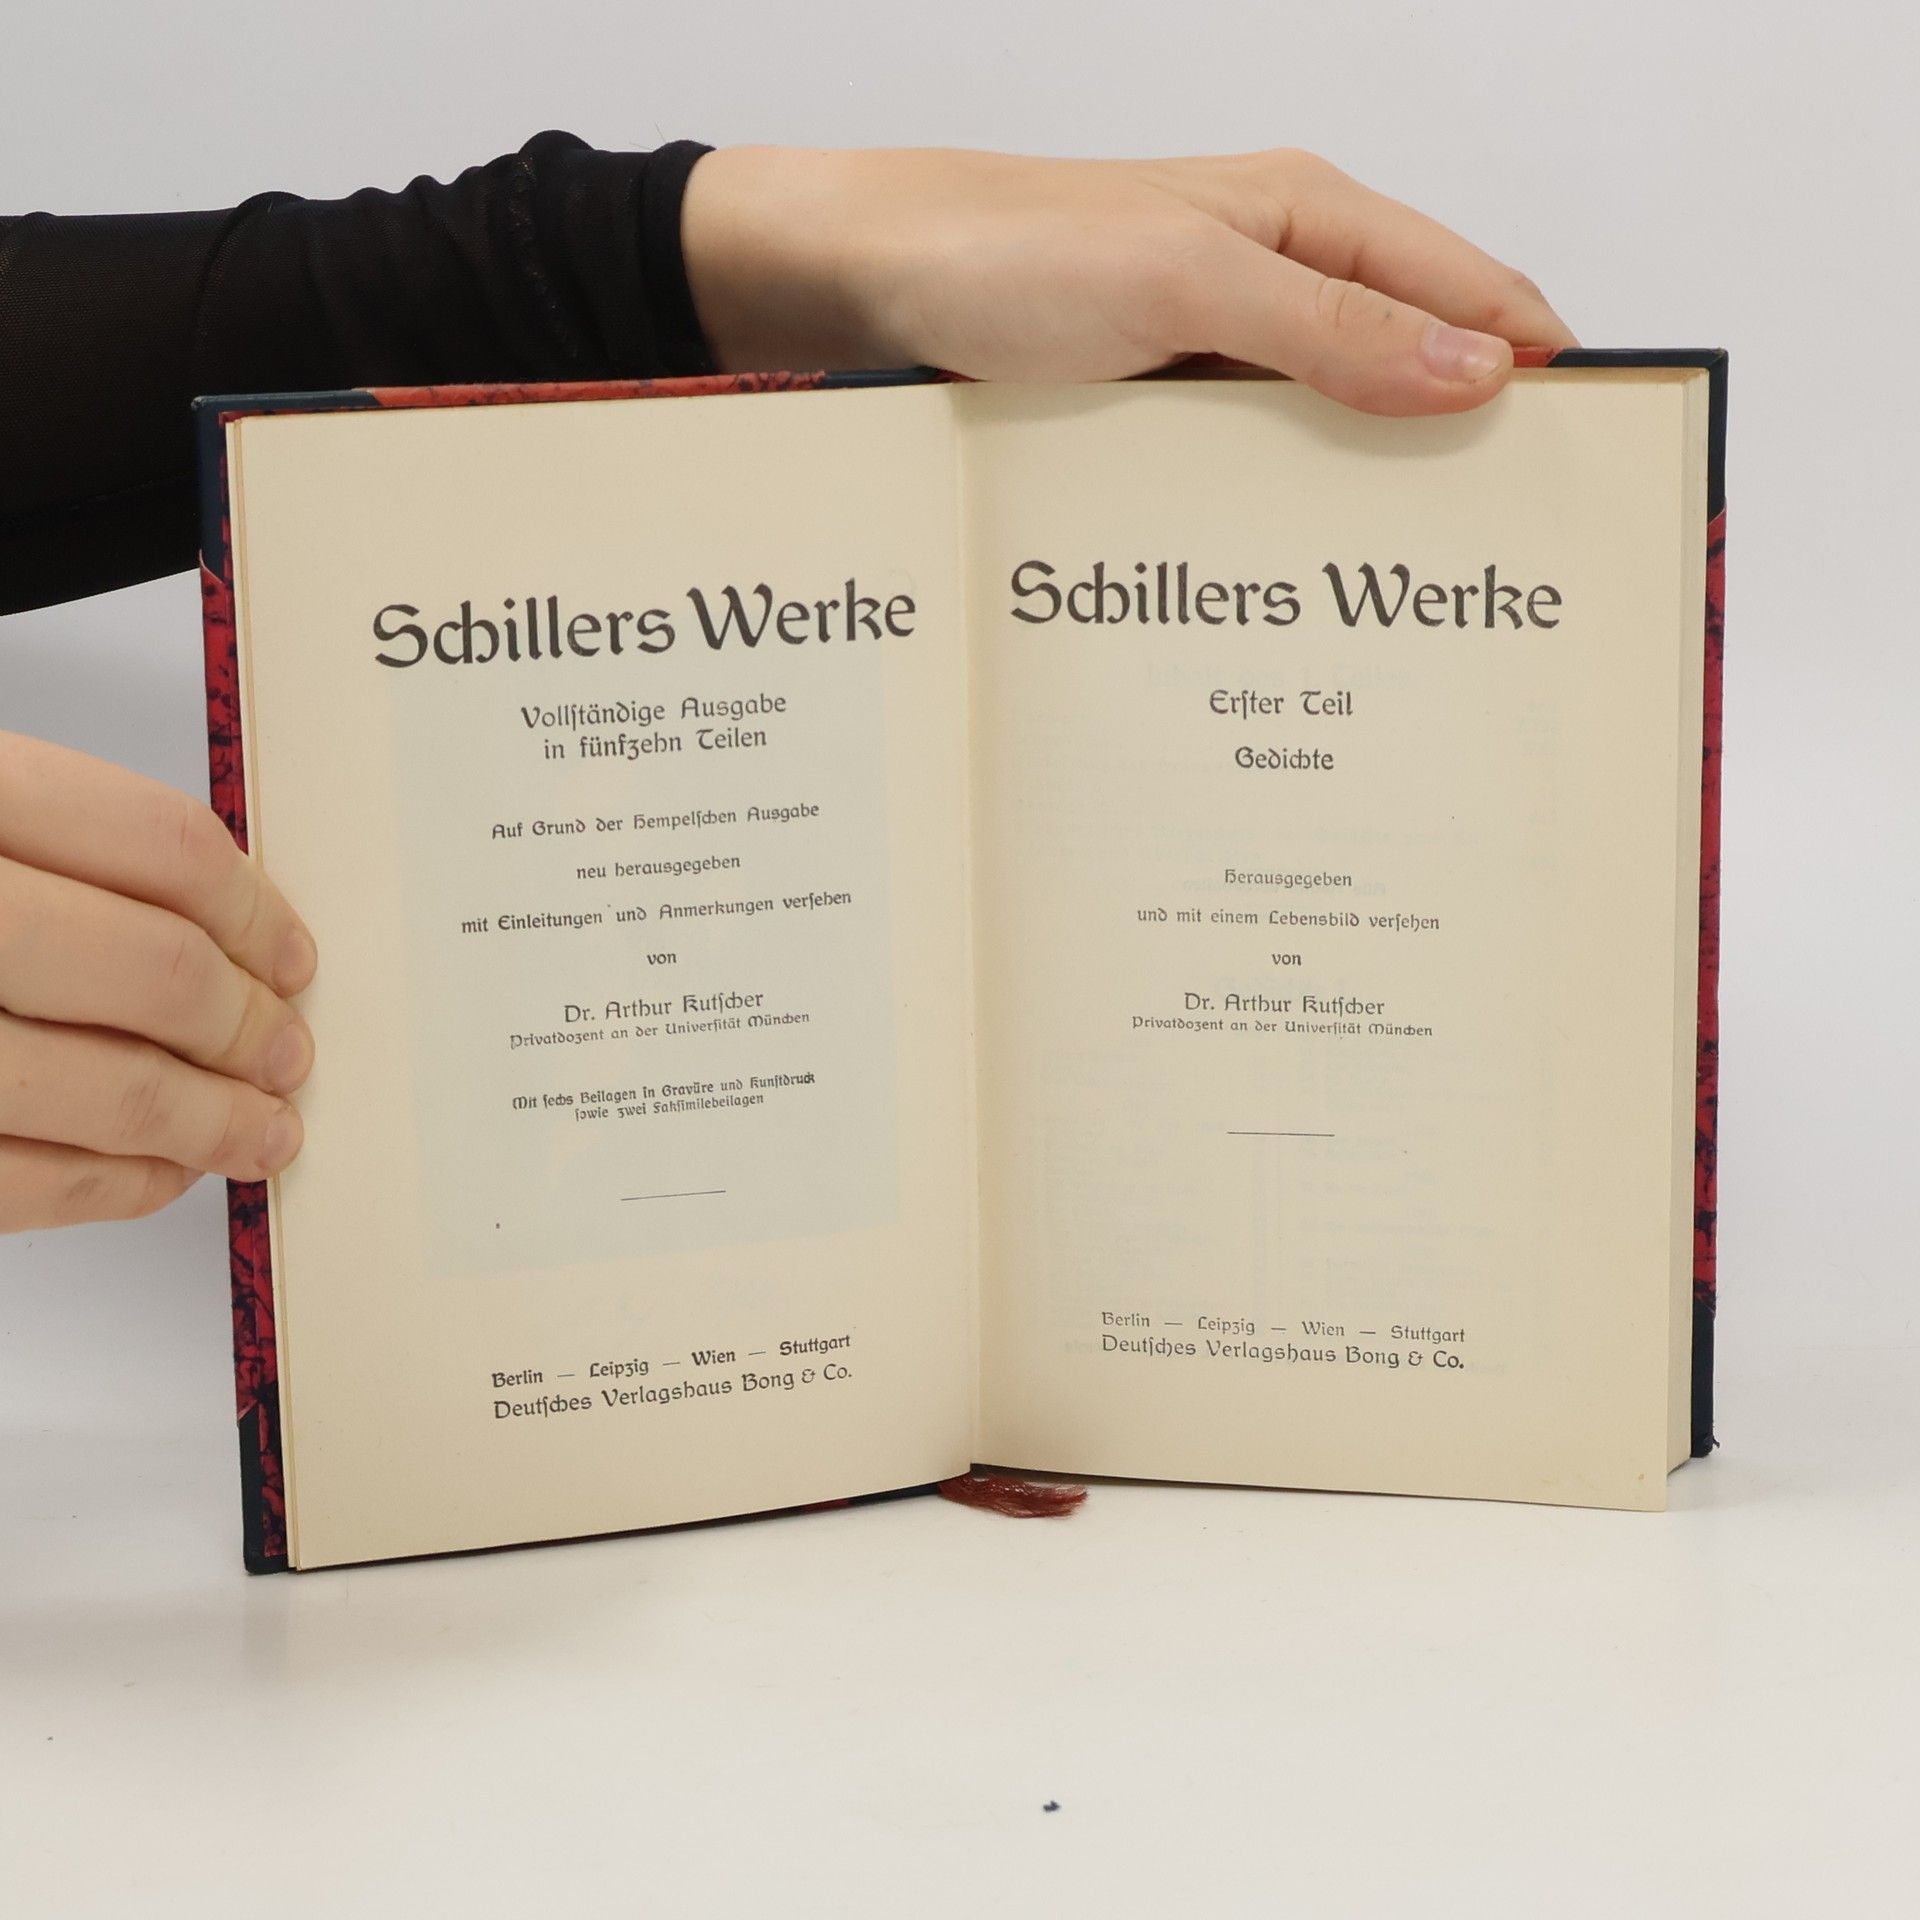 Schillers Werke
Vollſtändige Ausgabe
in fünfzehn Teilen
Auf Grund der Hempelſchen Ausgabe
neu herausgegeben
mit Einleitungen und Anmerkungen verſehen
von
Dr. Arthur Kutſcher
Privatdozent an der Univerſität München
Mit ſechs Beilagen in Gravüre und Kunſtdruck
ſowie zwei Fakſimilebeilagen
Berlin — Leipzig — Wien — Stuttgart
Deutſches Verlagshaus Bong & Co.
Schillers Werke
Erſter Teil
Gedichte
Herausgegeben
und mit einem Lebensbild verſehen
von
Dr. Arthur Kutſcher
Privatdozent an der Univerſität München
Berlin — Leipzig — Wien — Stuttgart
Deutſches Verlagshaus Bong & Co.